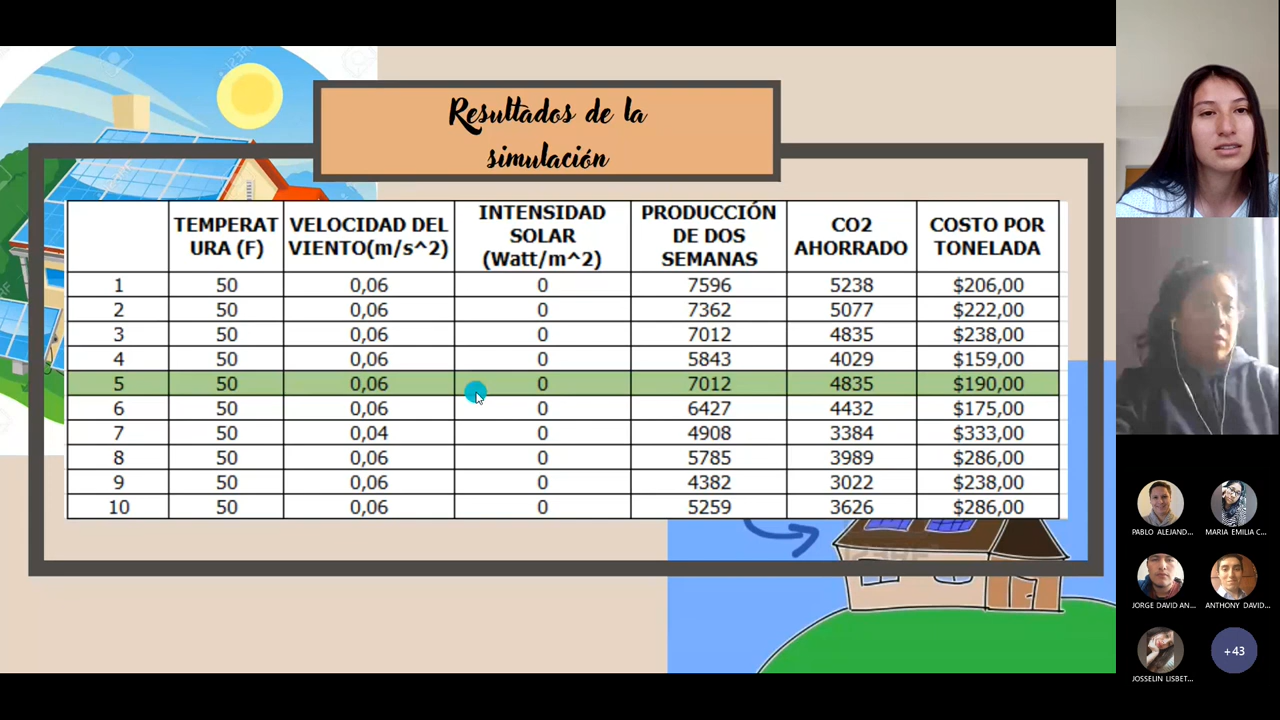 Resultados de la
simulación
TEMPERAT
URA (F)
VELOCIDAD DEL
VIENTO(m/s^2)
INTENSIDAD
SOLAR
(Watt/m^2)
PRODUCCIÓN
DE DOS
SEMANAS
CO2
AHORRADO
COSTO POR
TONELADA
1 50 0,06 0 7596 5238 $206,00
2 50 0,06 0 7362 5077 $222,00
3 50 0,06 0 7012 4835 $238,00
4 50 0,06 0 5843 4029 $159,00
5 50 0,06 0 7012 4835 $190,00
6 50 0,06 0 6427 4432 $175,00
7 50 0,04 0 4908 3384 $333,00
8 50 0,06 0 5785 3989 $286,00
9 50 0,06 0 4382 3022 $238,00
10 50 0,06 0 5259 3626 $286,00
PABLO ALEJAND...
MARIA EMILIA C...
JORGE DAVID AN...
ANTHONY DAVID...
JOSSELIN LISBET...
+43